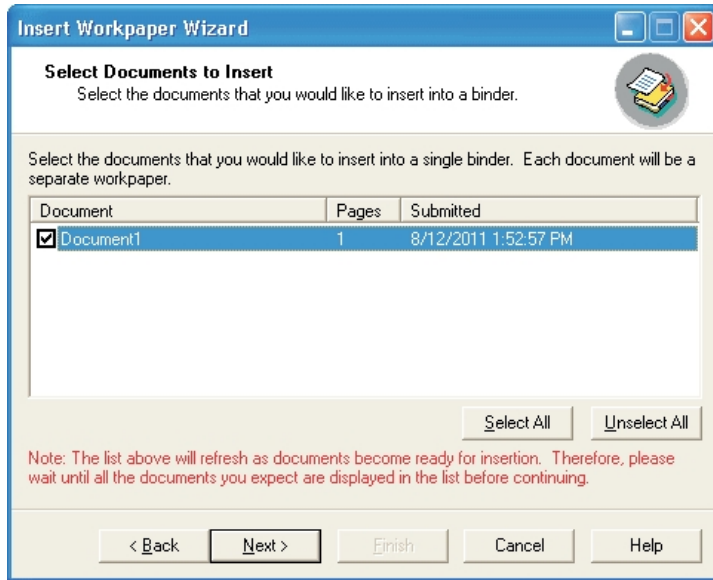 Insert Workpaper Wizard
Select Documents to Insert
Select the documents that you would like to insert into a binder.
Select the documents that you would like to insert into a single binder. Each document will be a
separate workpaper.
Document Pages Submitted
Document1 1 8/12/2011 1:52:57 PM
Select All Unselect All
Note: The list above will refresh as documents become ready for insertion. Therefore, please
wait until all the documents you expect are displayed in the list before continuing.
< Back Next > Finish Cancel Help